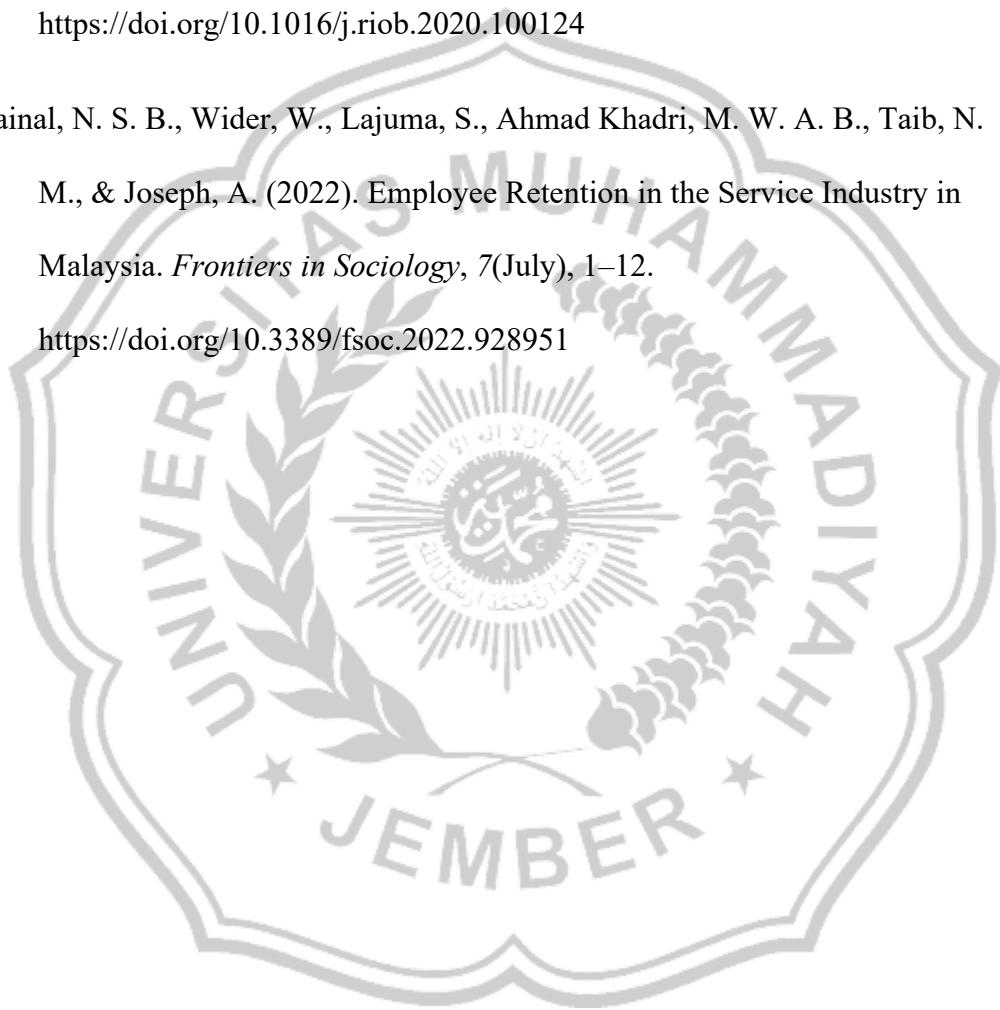 https://doi.org/10.1016/j.riob.2020.100124
ainal, N. S. B., Wider, W., Lajuma, S., Ahmad Khadri, M. W. A. B., Taib, N.
M., & Joseph, A. (2022). Employee Retention in the Service Industry in
Malaysia. Frontiers in Sociology, 7(July), 1–12.
https://doi.org/10.3389/fsoc.2022.928951
UNIVERSITAS MUHAMMADIYAH
JEMBER